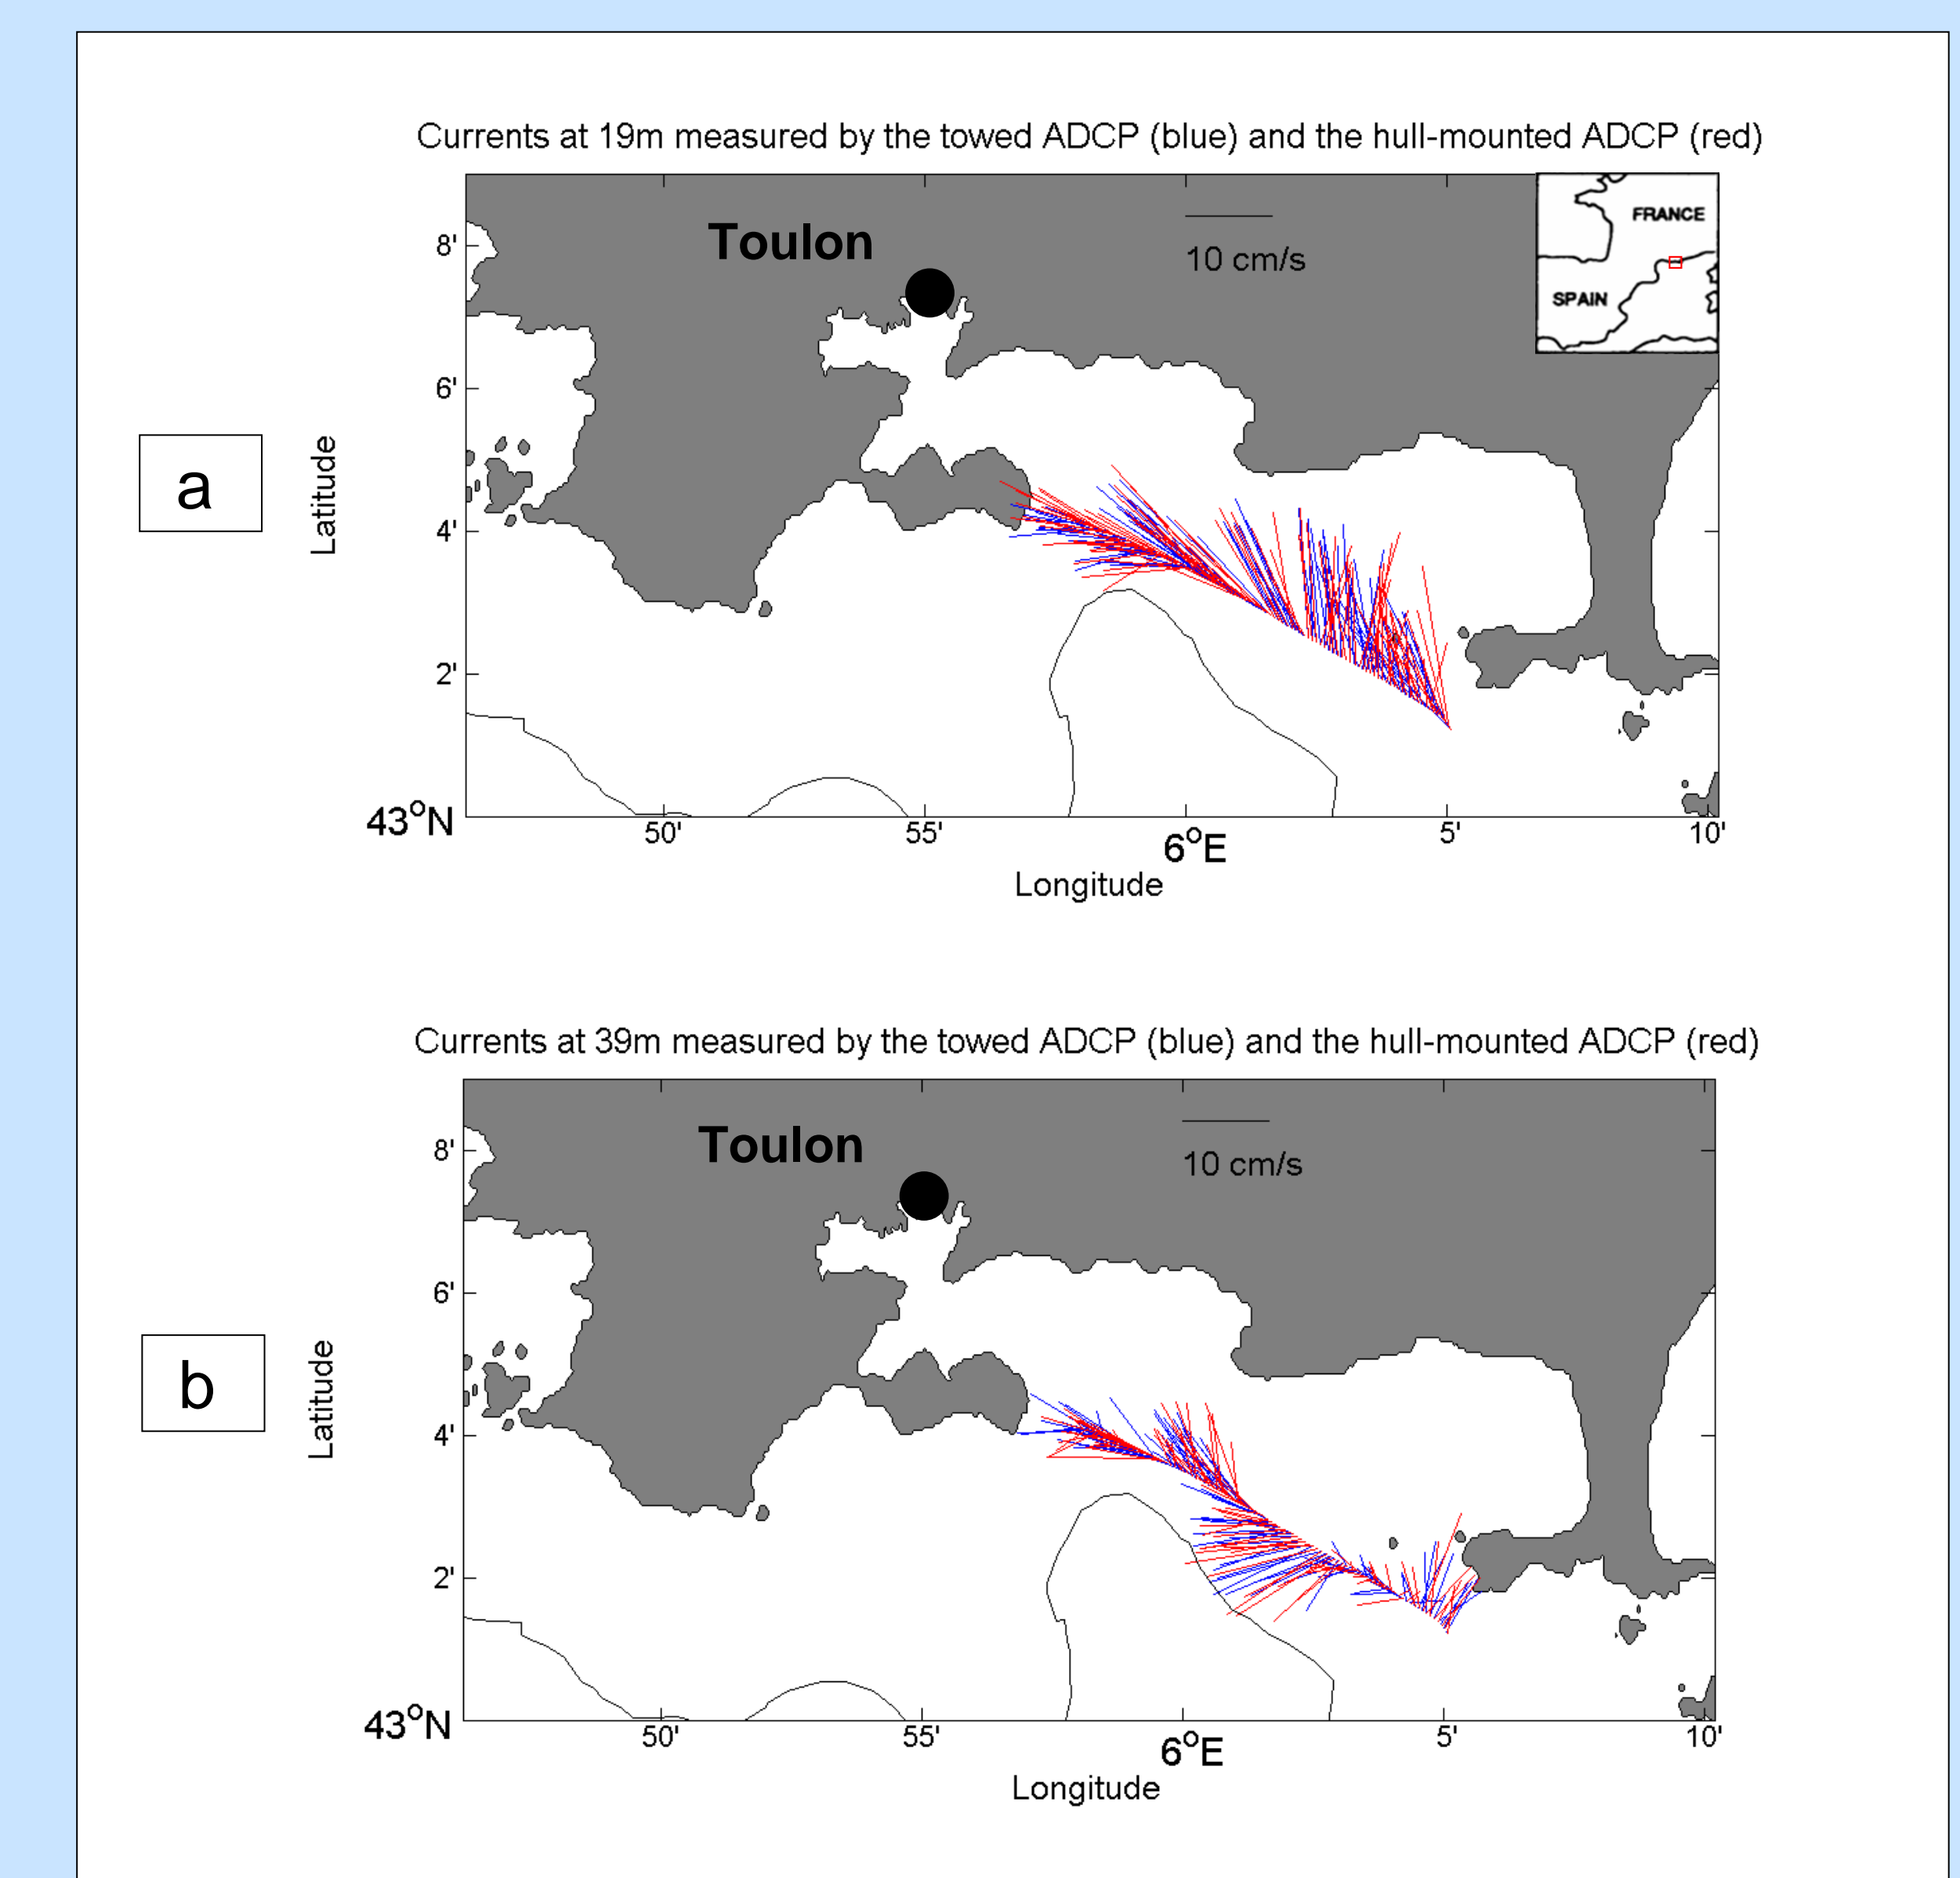 Currents at 19m measured by the towed ADCP (blue) and the hull-mounted ADCP (red)
Toulon
10 cm/s
FRANCE
SPAIN
8'
6'
4'
2'
43°N
a
Latitude
50'
55'
6°E
5'
10'
Longitude
Currents at 39m measured by the towed ADCP (blue) and the hull-mounted ADCP (red)
Toulon
10 cm/s
8'
6'
4'
2'
43°N
b
Latitude
50'
55'
6°E
5'
10'
Longitude